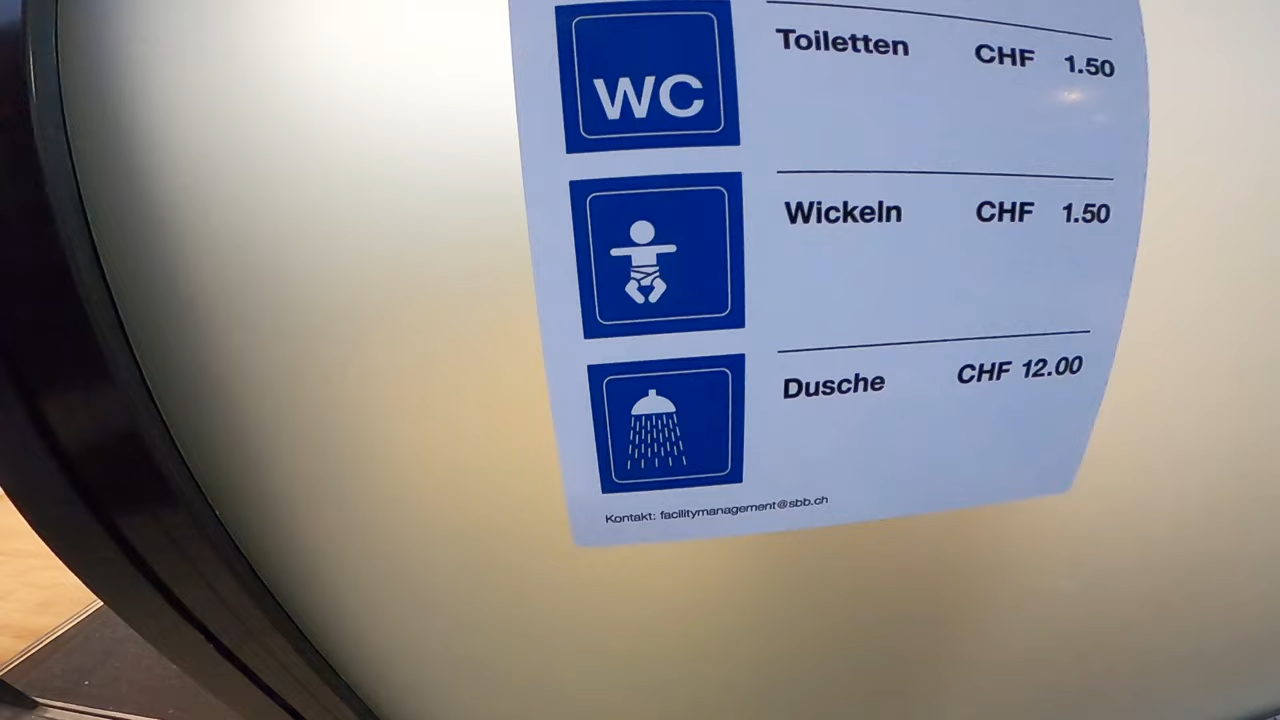 WC
Toiletten CHF 1.50
Wickeln CHF 1.50
Dusche CHF 12.00
Kontakt: facilitymanagement@sbb.ch